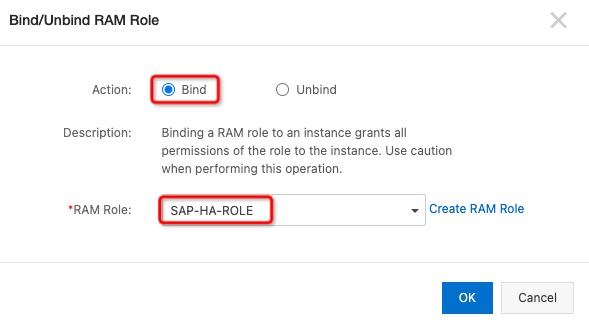 Bind/Unbind RAM Role
Action: Bind Unbind
Description: Binding a RAM role to an instance grants all
permissions of the role to the instance. Use caution
when performing this operation.
*RAM Role: SAP-HA-ROLE Create RAM Role
OK Cancel